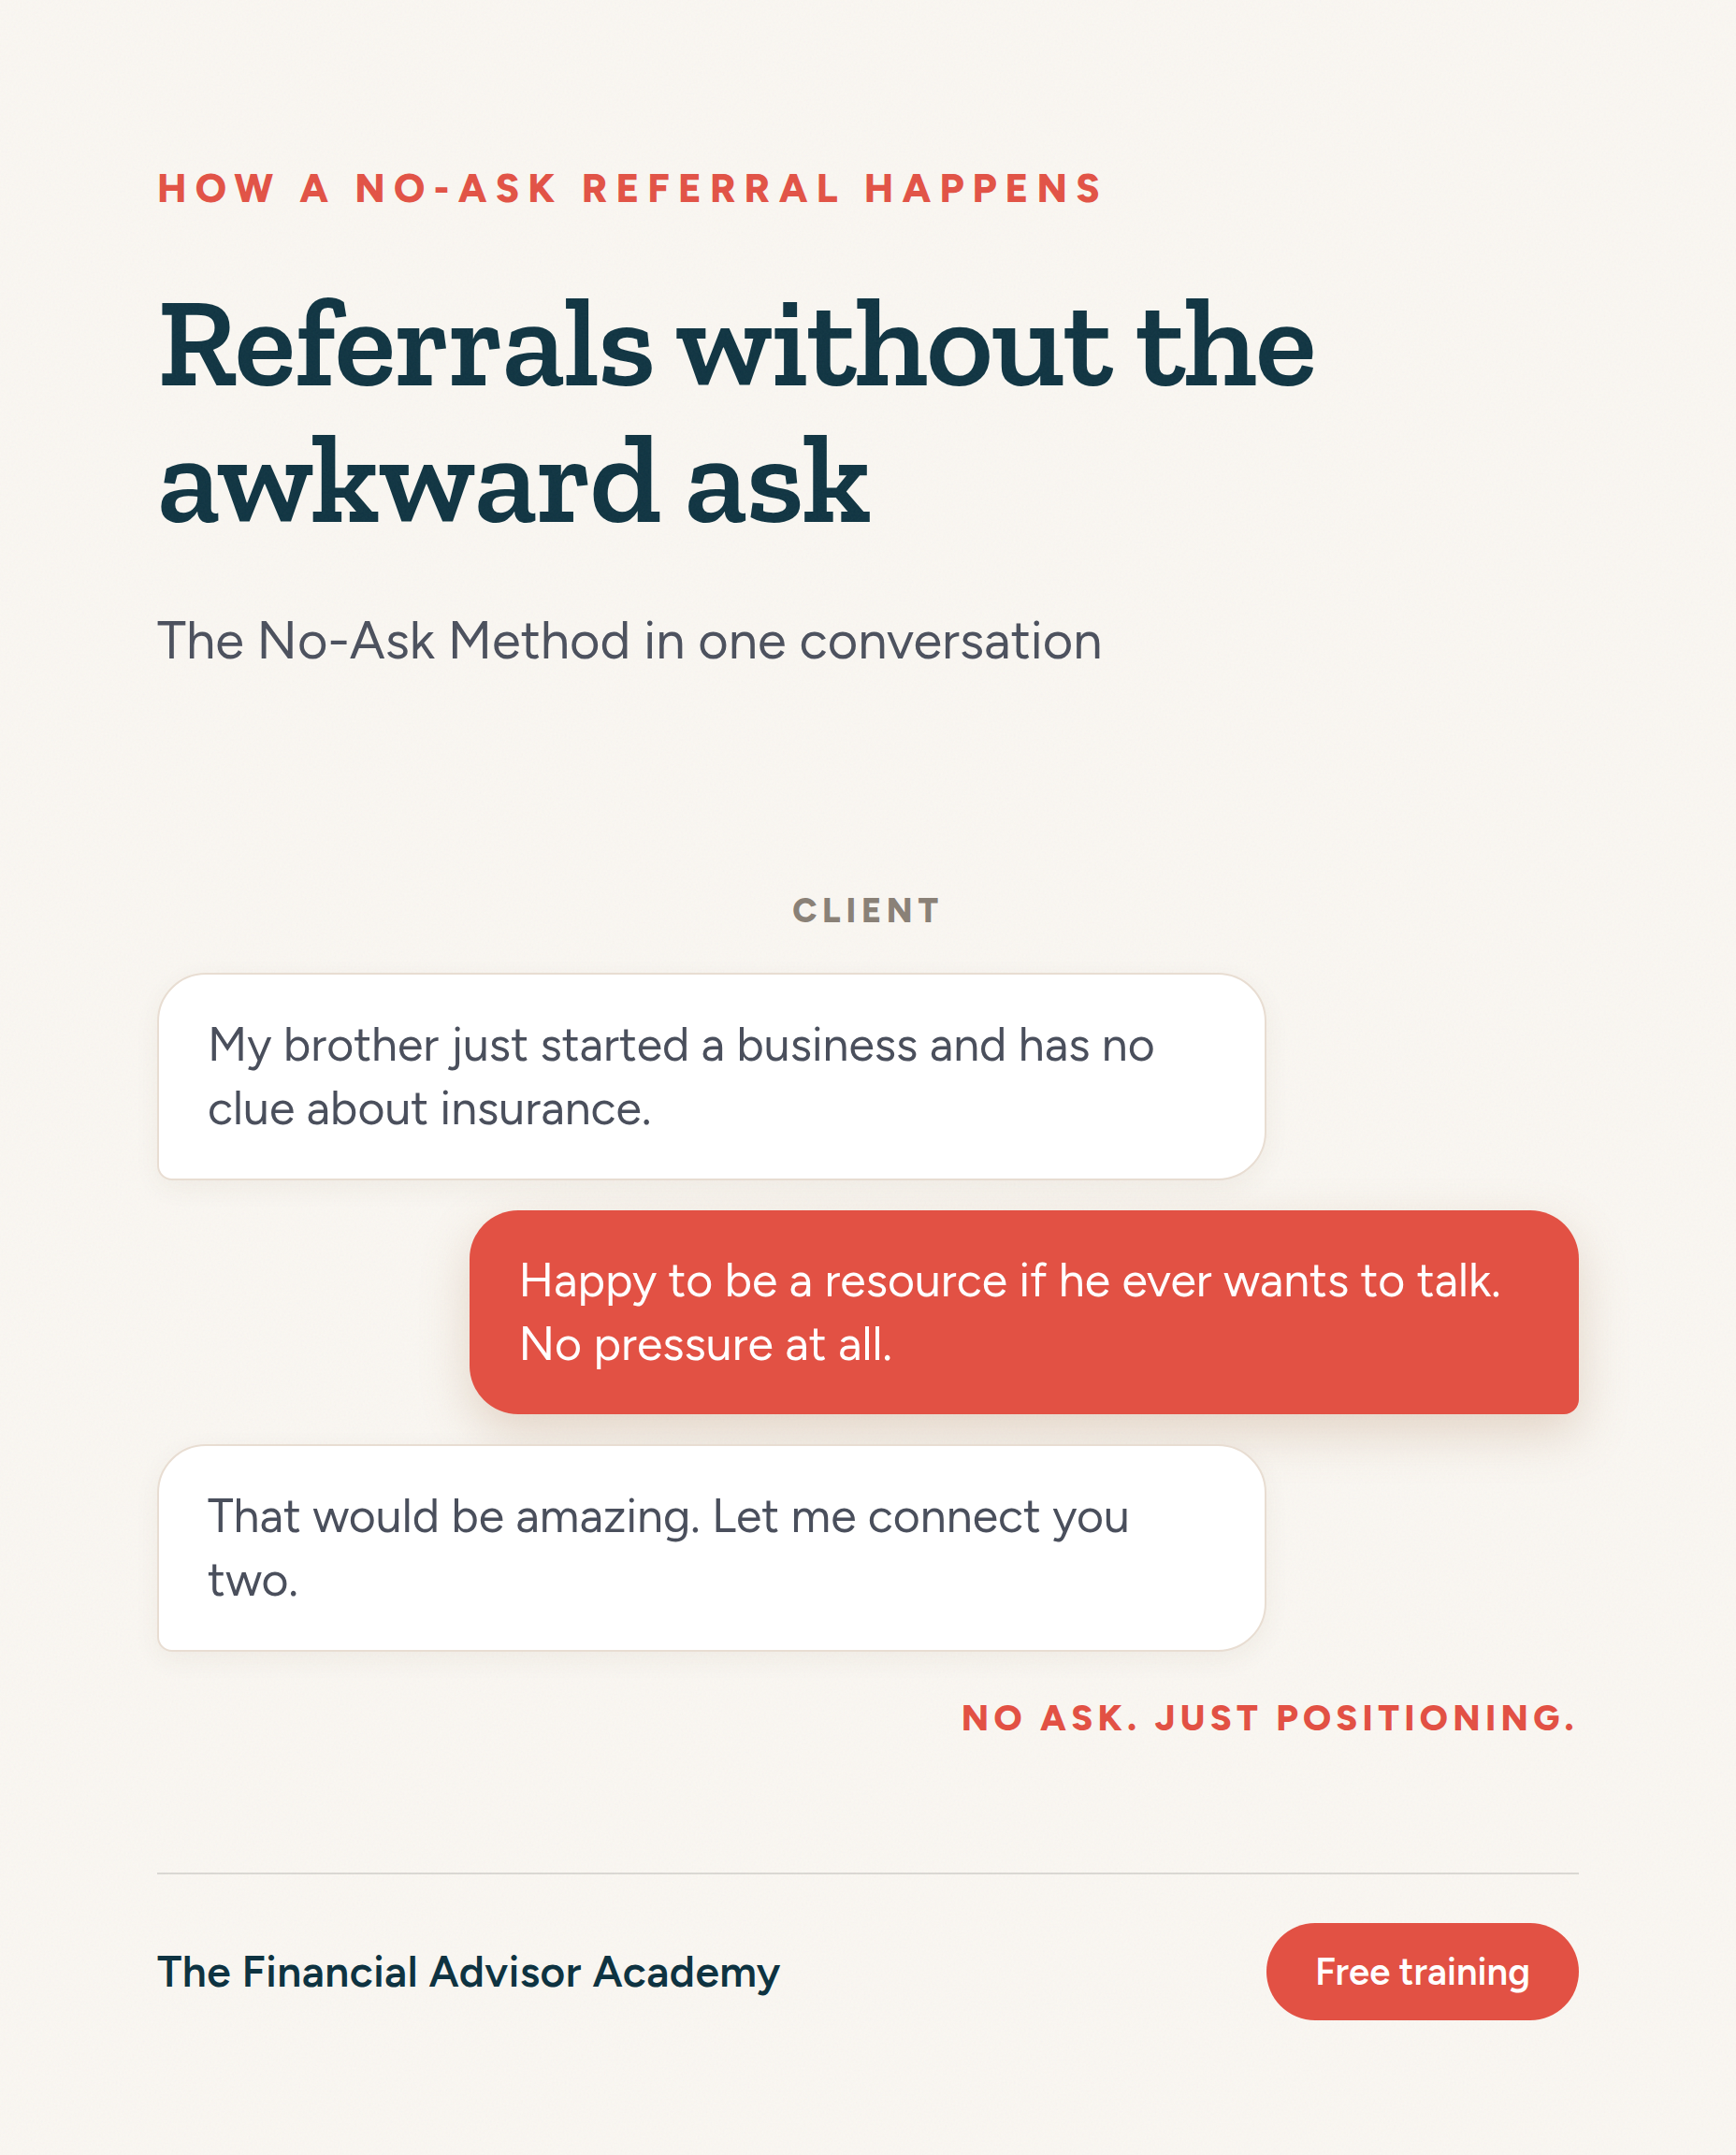 HOW A NO-ASK REFERRAL HAPPENS
Referrals without the
awkward ask
The No-Ask Method in one conversation
CLIENT
My brother just started a business and has no
clue about insurance.
Happy to be a resource if he ever wants to talk.
No pressure at all.
That would be amazing. Let me connect you
two.
NO ASK. JUST POSITIONING.
The Financial Advisor Academy
Free training